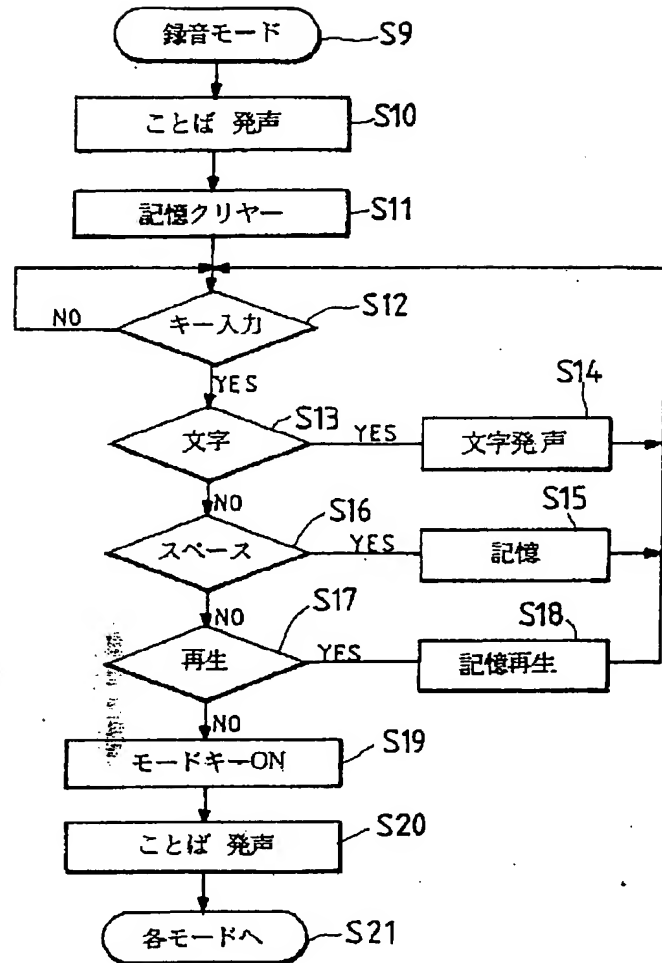 録音モード S9
ことば 発声 S10
記憶クリヤー S11
キー入力 S12
NO
YES
文字 S13
YES
文字発声 S14
NO
スペース S16
YES
記憶 S15
NO
再生 S17
YES
記憶再生 S18
NO
モードキーON S19
ことば 発声 S20
各モードへ S21